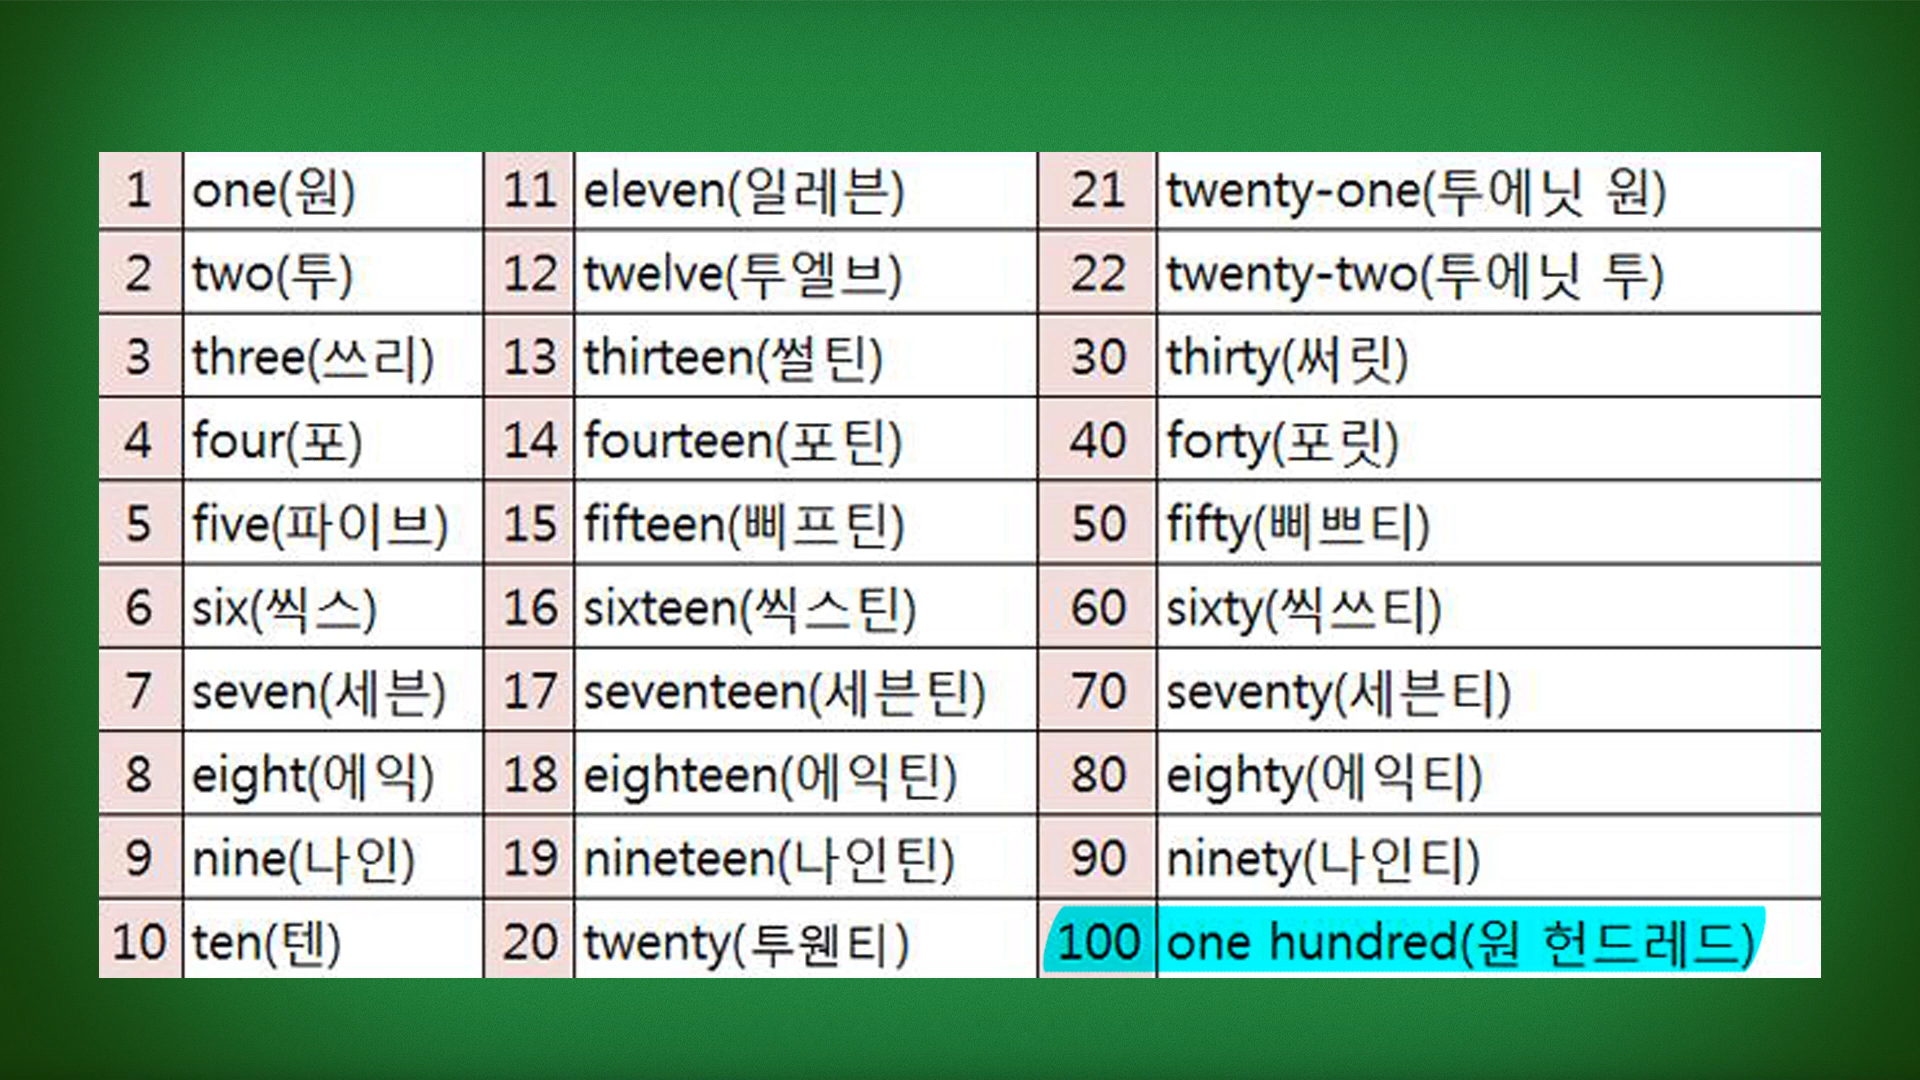 1 one(원) 11 eleven(일레븐) 21 twenty-one(투에닛 원)
2 two(투) 12 twelve(투엘브) 22 twenty-two(투에닛 투)
3 three(쓰리) 13 thirteen(썰틴) 30 thirty(써릿)
4 four(포) 14 fourteen(포틴) 40 forty(포릿)
5 five(파이브) 15 fifteen(삐프틴) 50 fifty(삐쁘티)
6 six(씩스) 16 sixteen(씩스틴) 60 sixty(씩쓰티)
7 seven(세븐) 17 seventeen(세븐틴) 70 seventy(세븐티)
8 eight(에익) 18 eighteen(에익틴) 80 eighty(에익티)
9 nine(나인) 19 nineteen(나인틴) 90 ninety(나인티)
10 ten(텐) 20 twenty(투웬티) 100 one hundred(원 헌드레드)